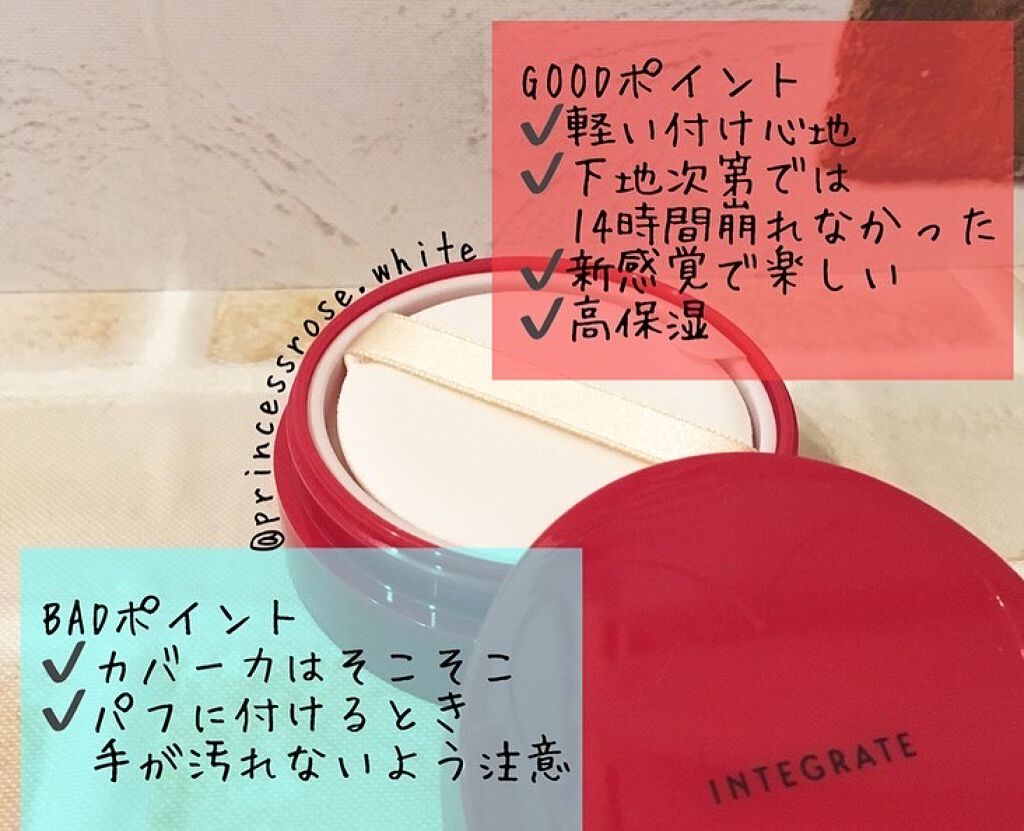 GOODポイント
✔軽い付け心地
✔下地次第では
14時間崩れなかった
✔新感覚で楽しい
✔高保湿
@princessrose.white
BADポイント
✔カバー力はそこそこ
✔パフに付けるとき
手が汚れないよう注意
INTEGRATE